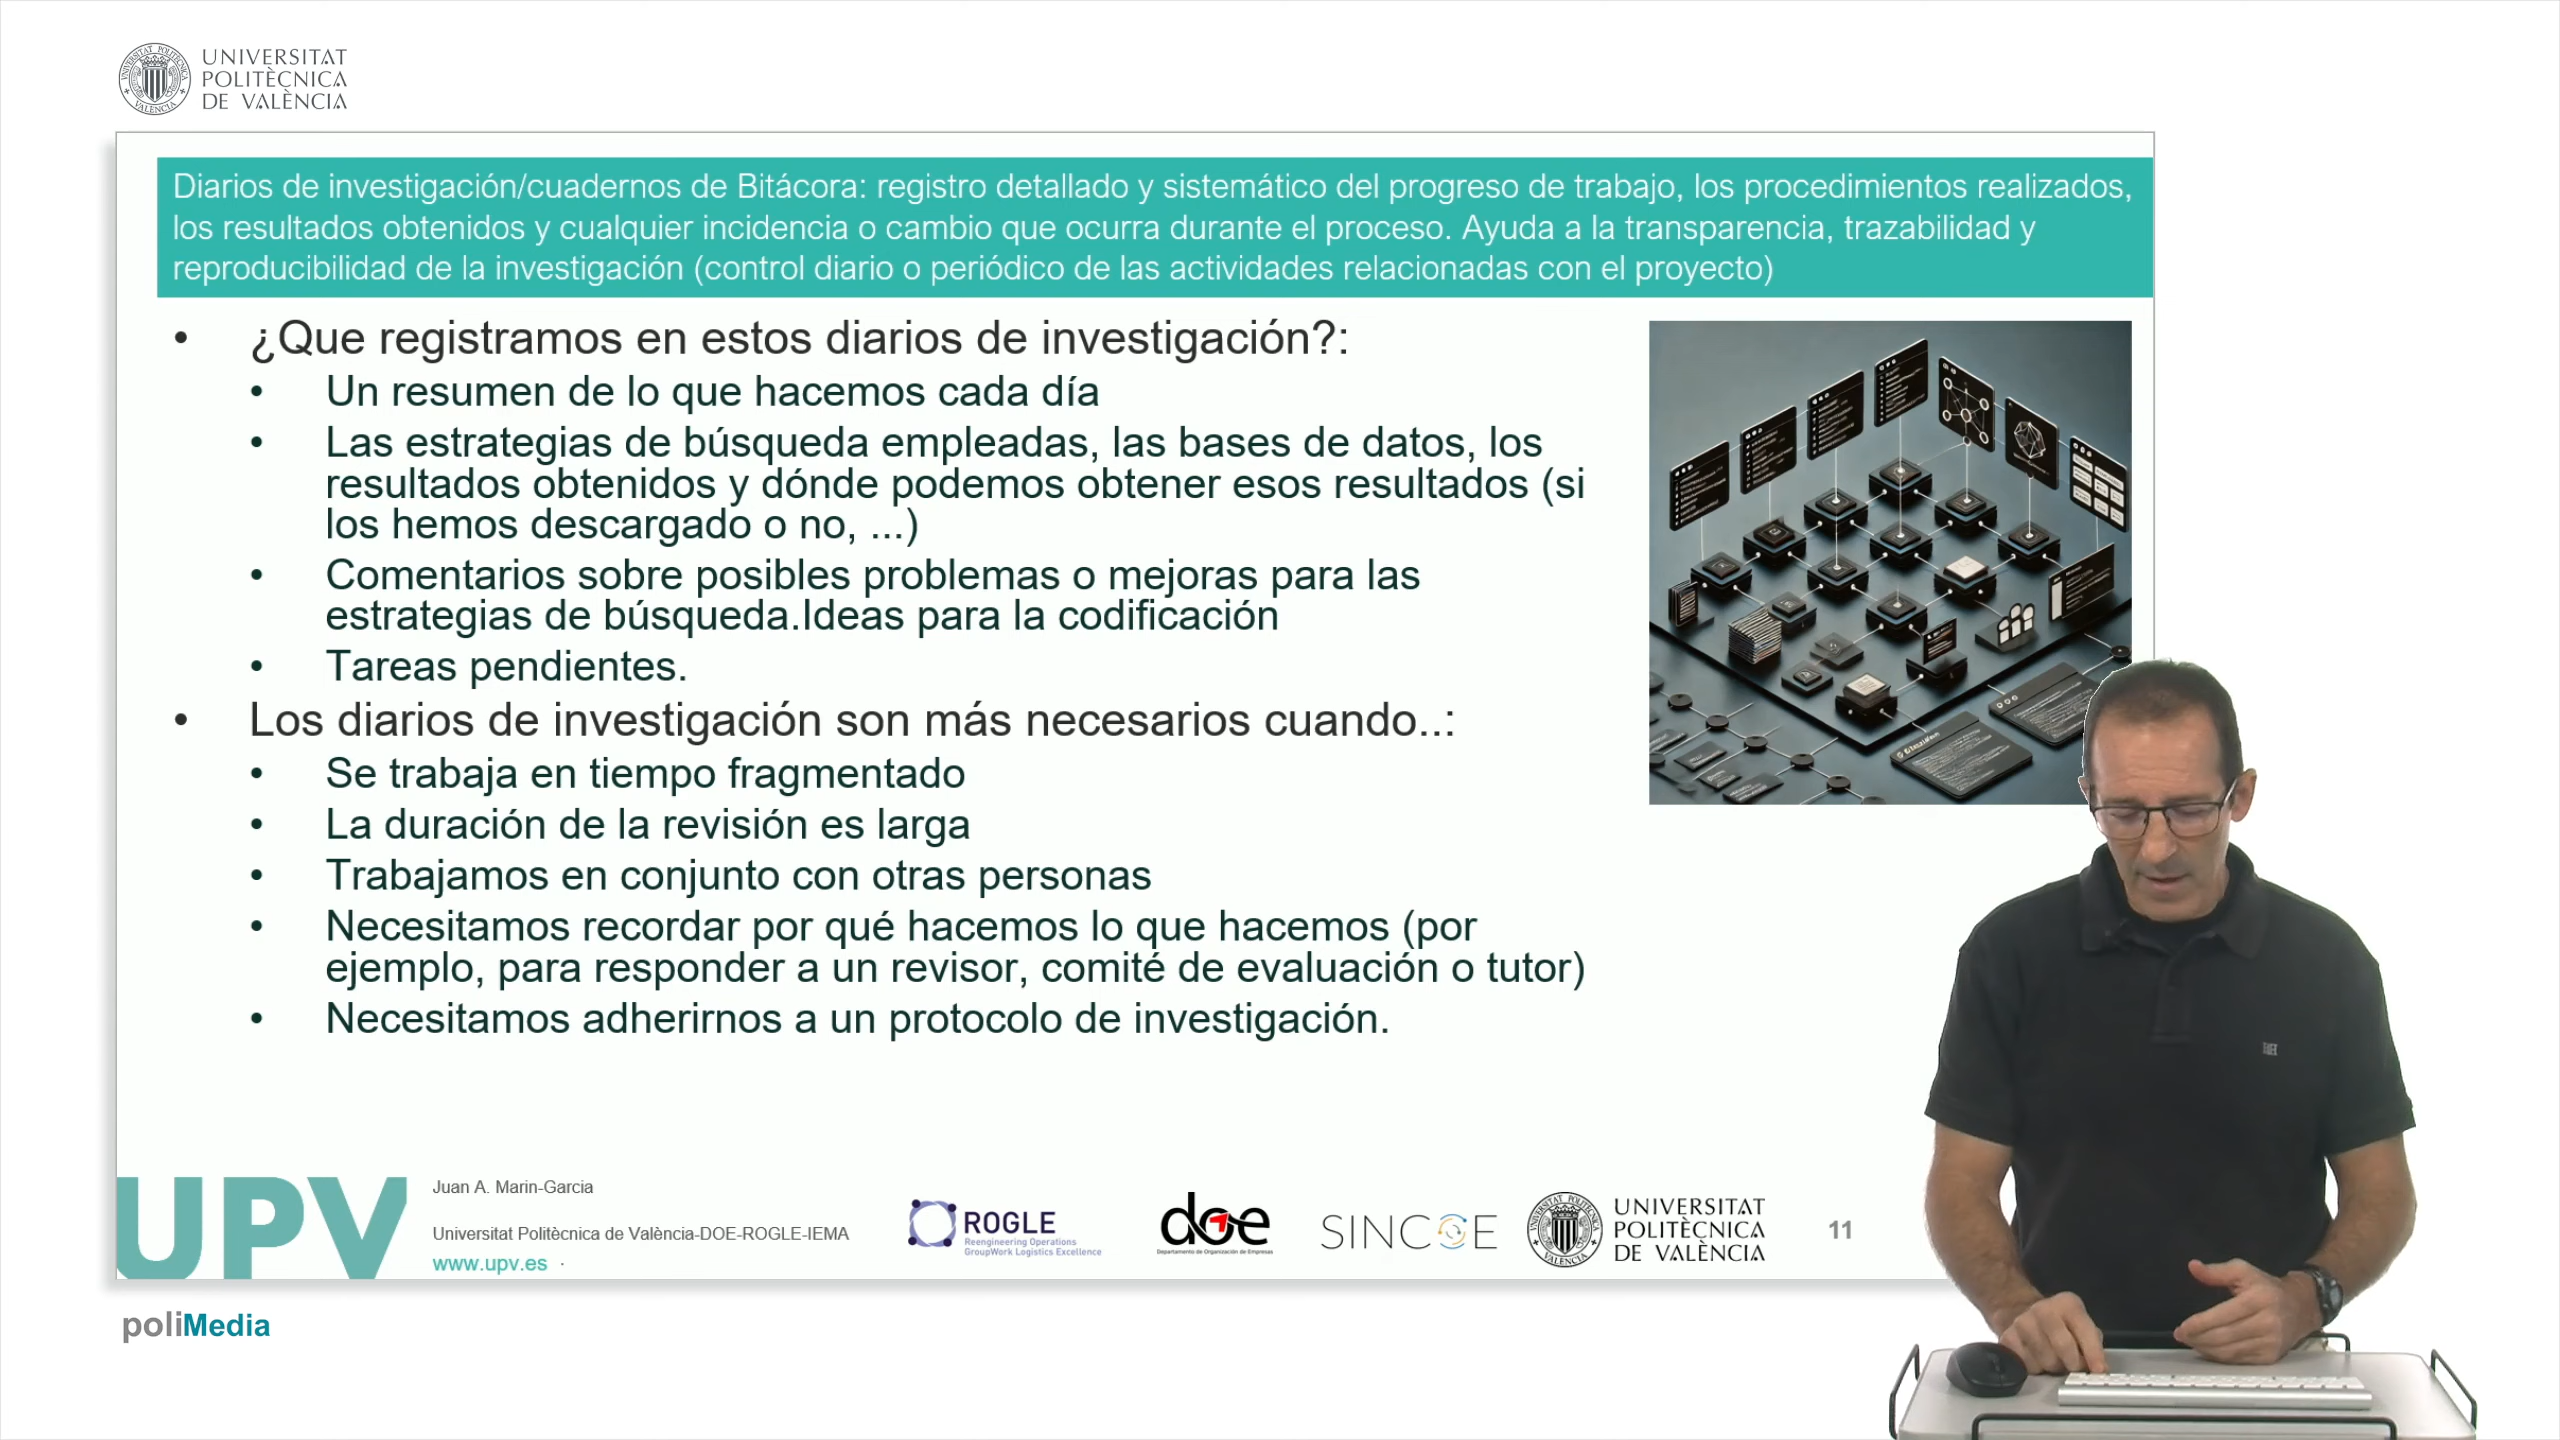 UNIVERSITAT
POLITÈCNICA
DE VALÈNCIA
Diarios de investigación/cuadernos de Bitácora: registro detallado y sistemático del progreso de trabajo, los procedimientos realizados,
los resultados obtenidos y cualquier incidencia o cambio que ocurra durante el proceso. Ayuda a la transparencia, trazabilidad y
reproducibilidad de la investigación (control diario o periódico de las actividades relacionadas con el proyecto)
• ¿Que registramos en estos diarios de investigación?:
• Un resumen de lo que hacemos cada día
• Las estrategias de búsqueda empleadas, las bases de datos, los
resultados obtenidos y dónde podemos obtener esos resultados (si
los hemos descargado o no, ...)
• Comentarios sobre posibles problemas o mejoras para las
estrategias de búsqueda.Ideas para la codificación
• Tareas pendientes.
• Los diarios de investigación son más necesarios cuando..:
• Se trabaja en tiempo fragmentado
• La duración de la revisión es larga
• Trabajamos en conjunto con otras personas
• Necesitamos recordar por qué hacemos lo que hacemos (por
ejemplo, para responder a un revisor, comité de evaluación o tutor)
• Necesitamos adherirnos a un protocolo de investigación.
UPV
Juan A. Marin-Garcia
Universitat Politècnica de València-DOE-ROGLE-IEMA
www.upv.es ·
ROGLE
Reengineering Operations
GroupWork Logistics Excellence
doe
Departamento de Organización de Empresas
SINCOE
UNIVERSITAT
POLITÈCNICA
DE VALÈNCIA
11
poliMedia